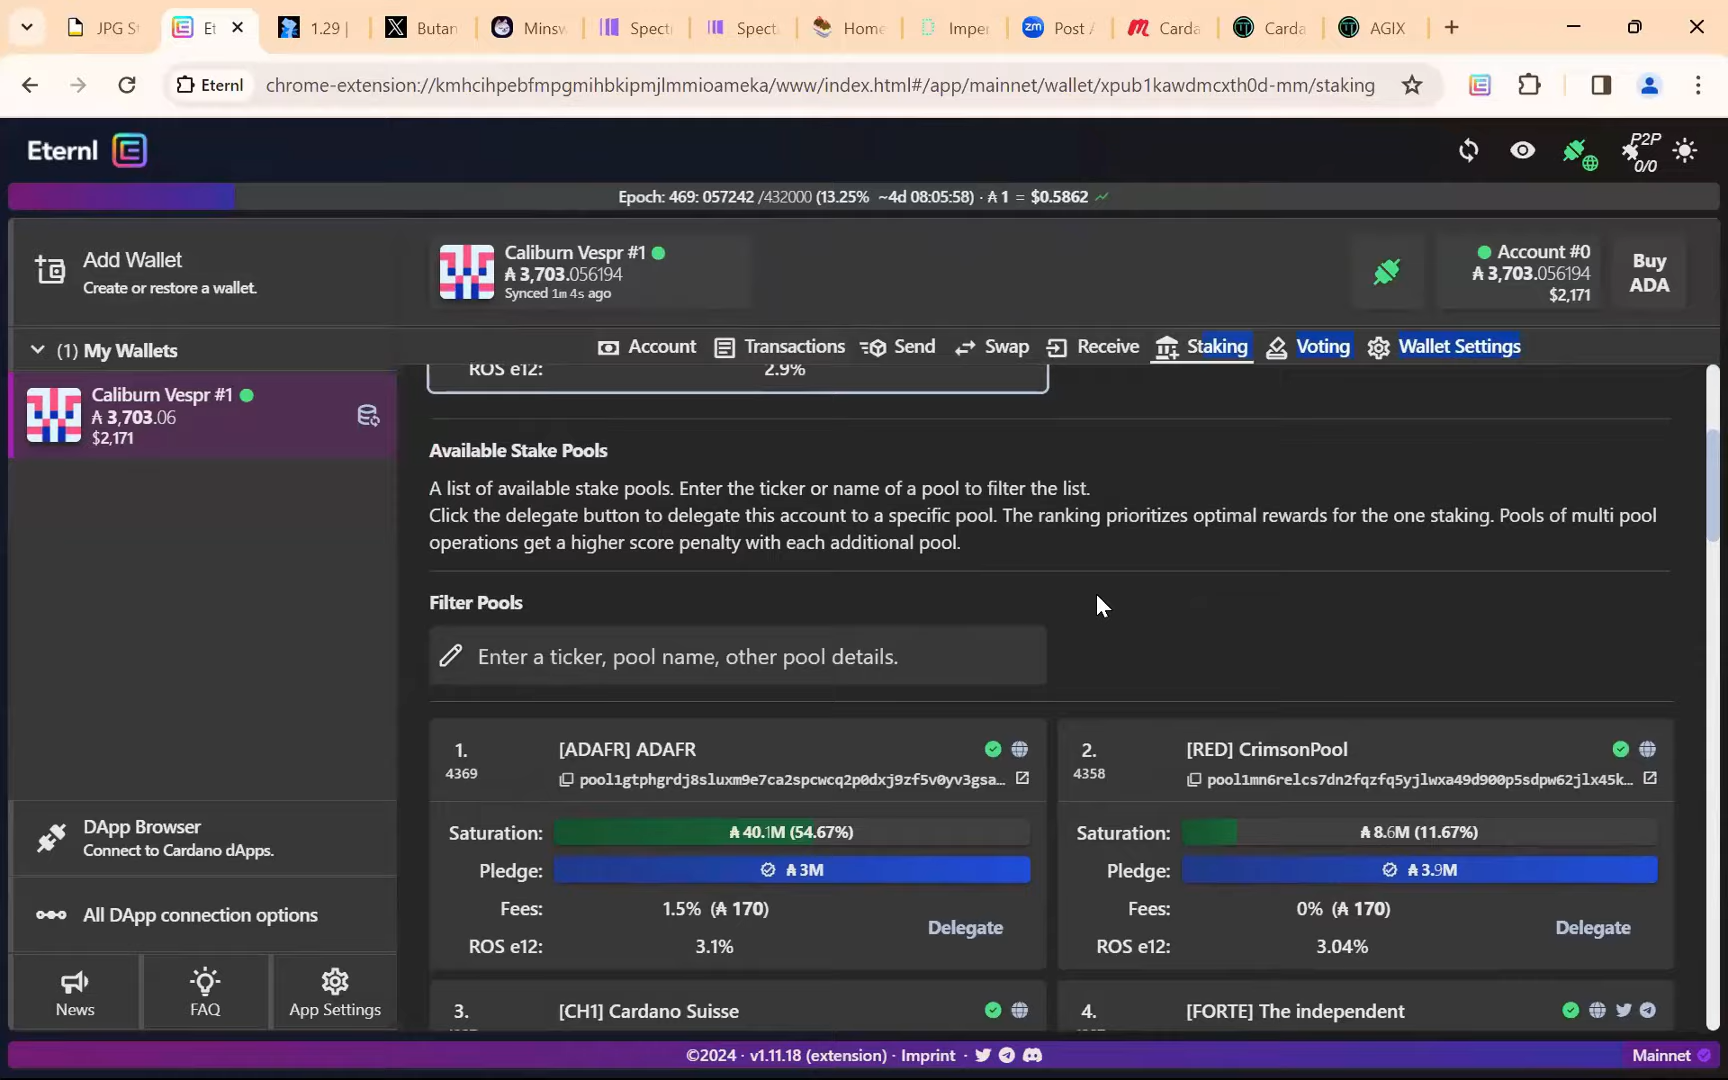 JPG S
Et
1.29 |
Butan
Minsw
Spect
Spect
Home
Imper
Post A
Carda
Carda
AGIX
Eternl
chrome-extension://kmhcihpebfmpgmihbkipmjlmmioameka/www/index.html#/app/mainnet/wallet/xpub1kawdmcxth0d-mm/staking
Eternl
P2P
0/0
Epoch: 469: 057242 /432000 (13.25% ~4d 08:05:58) · ₳ 1 = $0.5862
Add Wallet
Create or restore a wallet.
Caliburn Vespr #1
₳ 3,703.056194
Synced 1m 4s ago
Account #0
₳ 3,703.056194
$2,171
Buy
ADA
(1) My Wallets
Account
Transactions
Send
Swap
Receive
Staking
Voting
Wallet Settings
Caliburn Vespr #1
₳ 3,703.06
$2,171
ROS e12: 2.9%
Available Stake Pools
A list of available stake pools. Enter the ticker or name of a pool to filter the list.
Click the delegate button to delegate this account to a specific pool. The ranking prioritizes optimal rewards for the one staking. Pools of multi pool
operations get a higher score penalty with each additional pool.
Filter Pools
Enter a ticker, pool name, other pool details.
1.
4369
[ADAFR] ADAFR
pool1gtphgrdj8sluxm9e7ca2spcwcq2p0dxj9zf5v0yv3gsa…
Saturation: ₳ 40.1M (54.67%)
Pledge: ₳ 3M
Fees: 1.5% (₳ 170)
Delegate
ROS e12: 3.1%
2.
4358
[RED] CrimsonPool
pool1mn6relcs7dn2fqzfq5yjlwxa49d900p5sdpw62jlx45k…
Saturation: ₳ 8.6M (11.67%)
Pledge: ₳ 3.9M
Fees: 0% (₳ 170)
Delegate
ROS e12: 3.04%
3.
[CH1] Cardano Suisse
4.
[FORTE] The independent
DApp Browser
Connect to Cardano dApps.
All DApp connection options
News
FAQ
App Settings
©2024 · v1.11.18 (extension) · Imprint ·
Mainnet